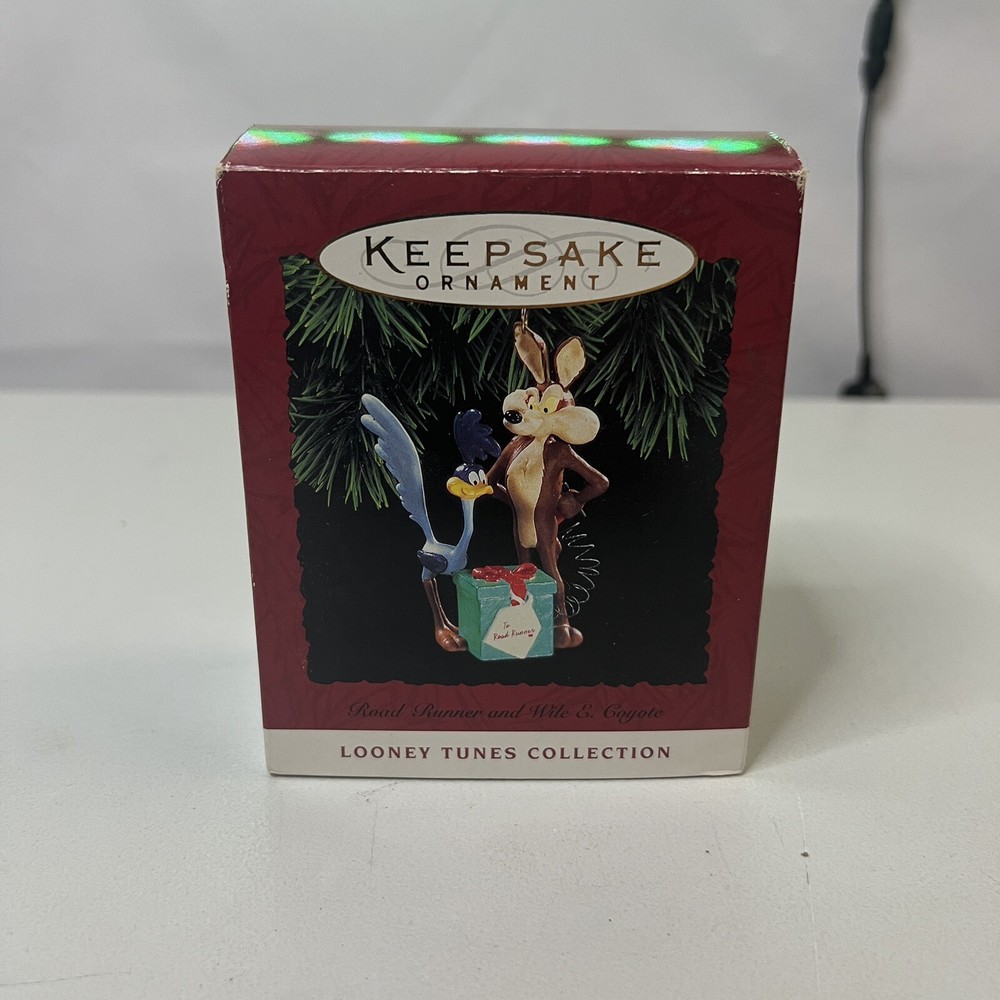 KEEPSAKE
ORNAMENT
To
Road Runner
Road Runner and Wile E. Coyote
LOONEY TUNES COLLECTION